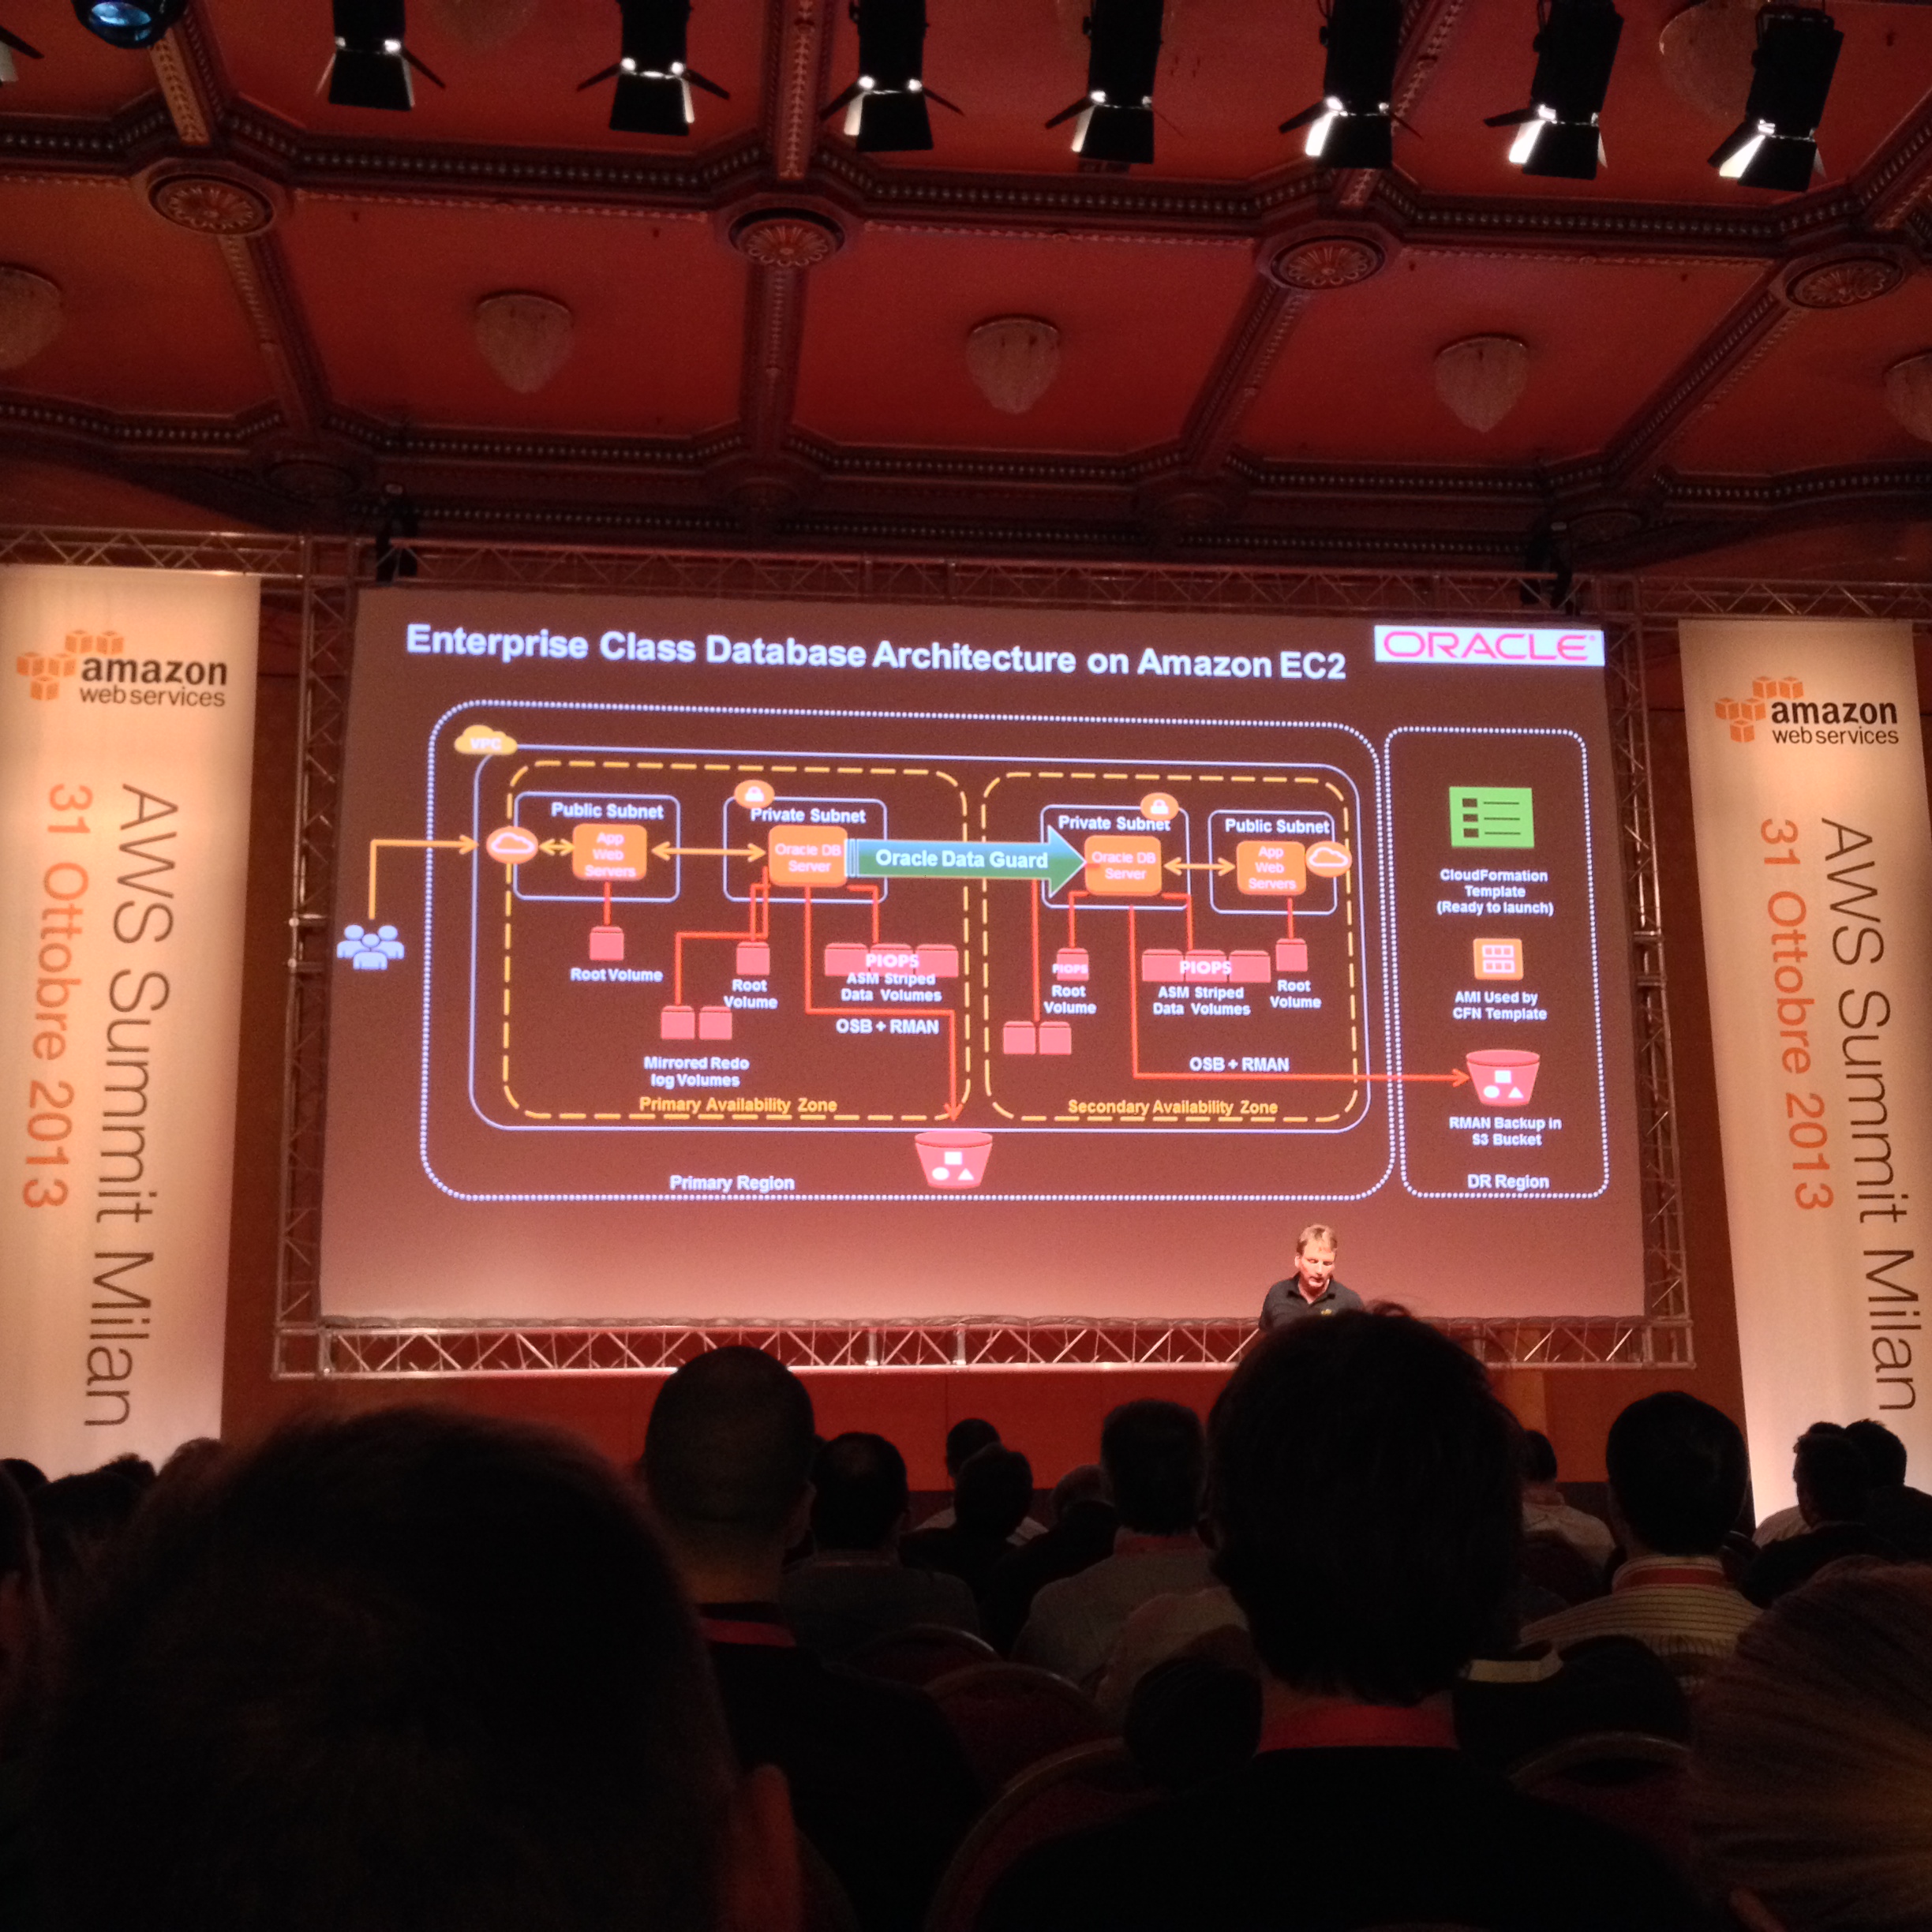 Enterprise Class Database Architecture on Amazon EC2
ORACLE®
amazon
web services
AWS Summit Milan
31 Ottobre 2013
VPC
Public Subnet
App
Web
Servers
Root Volume
Private Subnet
Oracle DB
Server
Root
Volume
Mirrored Redo
log Volumes
PIOPS
ASM Striped
Data Volumes
OSB + RMAN
Primary Availability Zone
Oracle Data Guard
Private Subnet
Oracle DB
Server
PIOPS
Root
Volume
PIOPS
ASM Striped
Data Volumes
OSB + RMAN
Public Subnet
App
Web
Servers
Root
Volume
Secondary Availability Zone
Primary Region
CloudFormation
Template
(Ready to launch)
AMI Used by
CFN Template
RMAN Backup in
S3 Bucket
DR Region
amazon
web services
AWS Summit Milan
31 Ottobre 2013